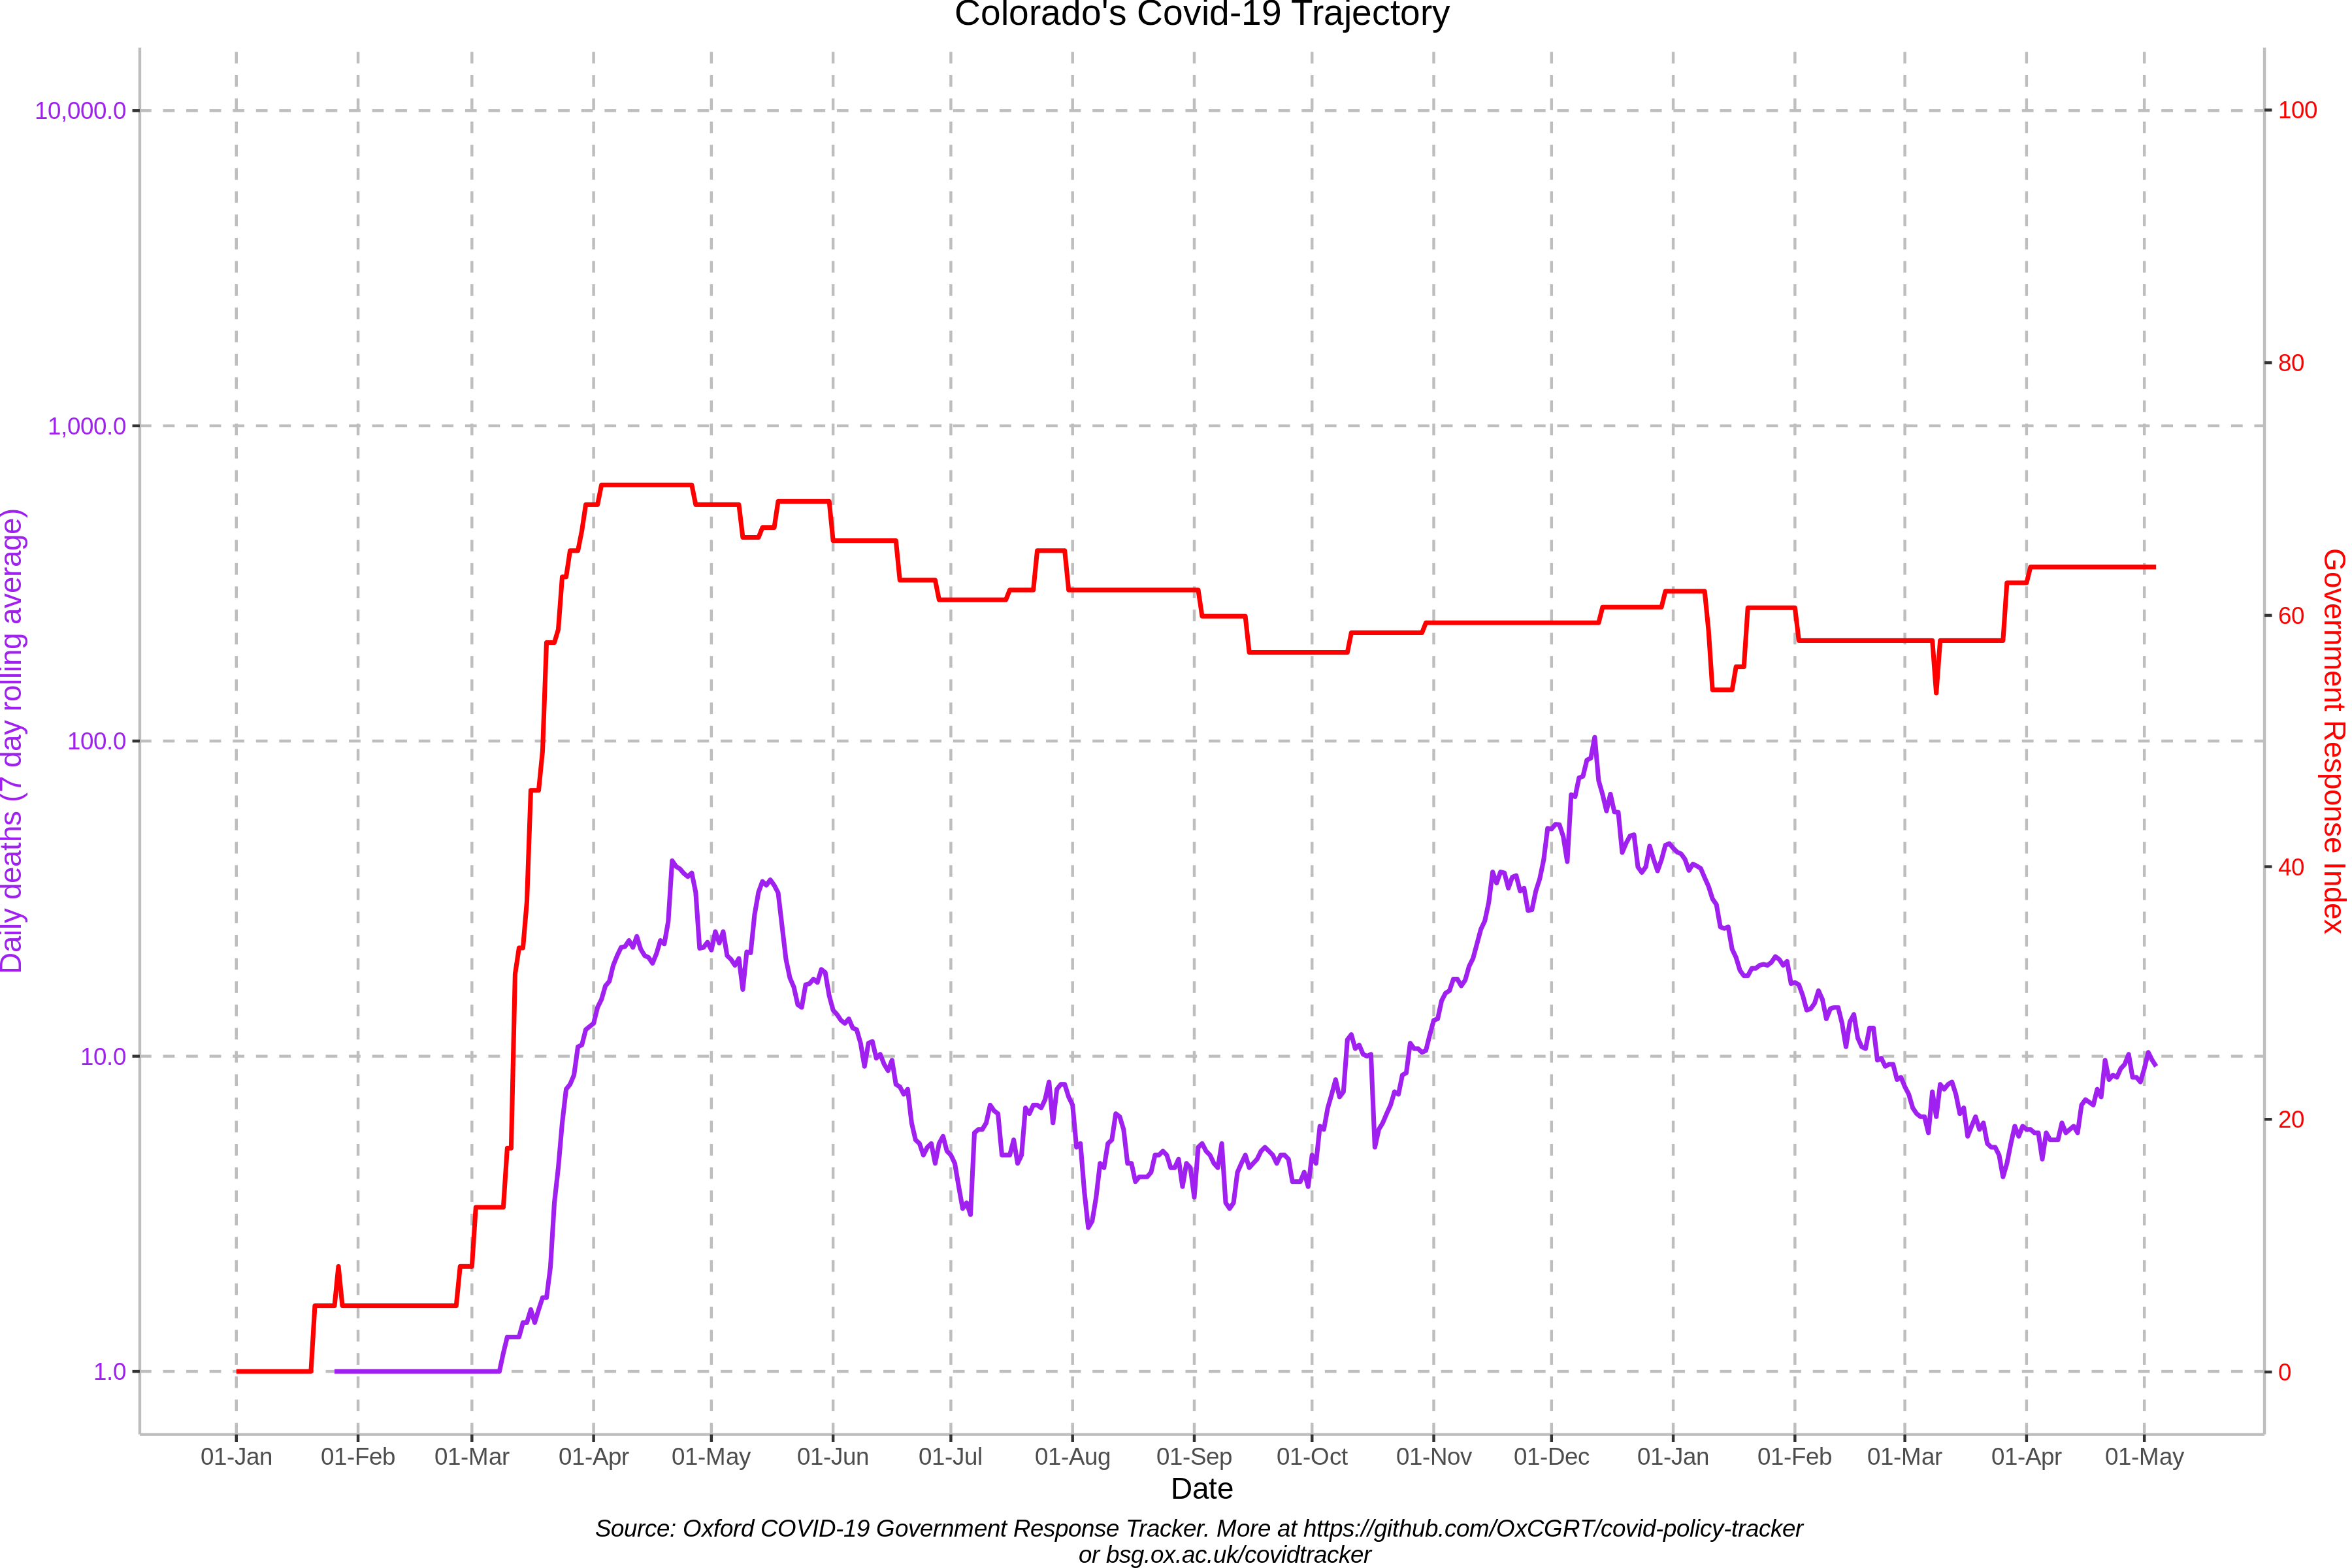 Colorado's Covid-19 Trajectory
10,000.0
1,000.0
100.0
10.0
1.0
Daily deaths (7 day rolling average)
100
80
60
40
20
0
Government Response Index
01-Jan 01-Feb 01-Mar 01-Apr 01-May 01-Jun 01-Jul 01-Aug 01-Sep 01-Oct 01-Nov 01-Dec 01-Jan 01-Feb 01-Mar 01-Apr 01-May
Date
Source: Oxford COVID-19 Government Response Tracker. More at https://github.com/OxCGRT/covid-policy-tracker
or bsg.ox.ac.uk/covidtracker